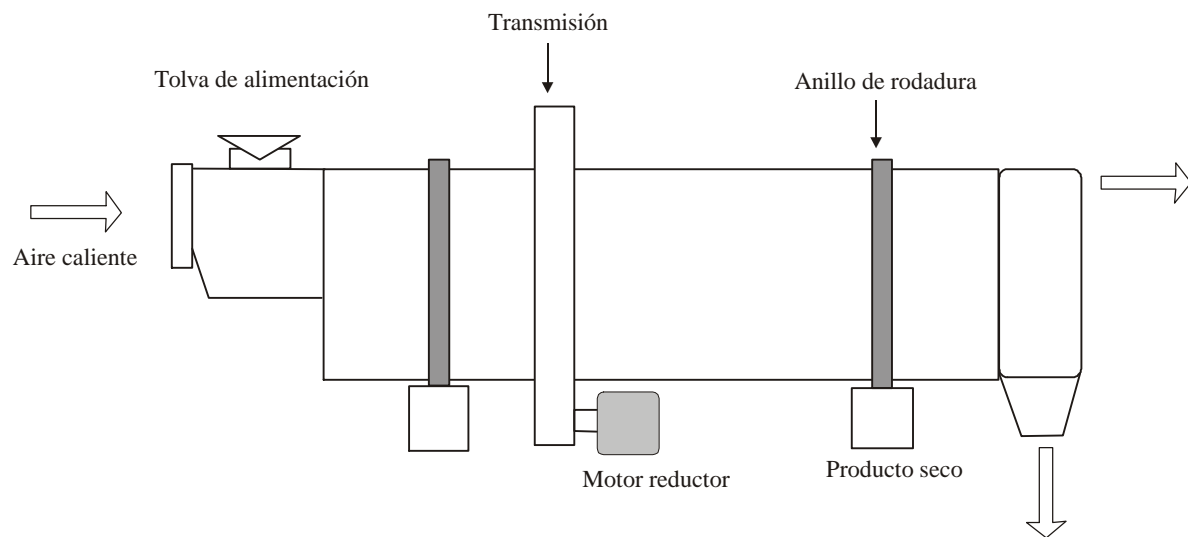 Transmisión
Tolva de alimentación
Anillo de rodadura
Aire caliente
Producto seco
Motor reductor